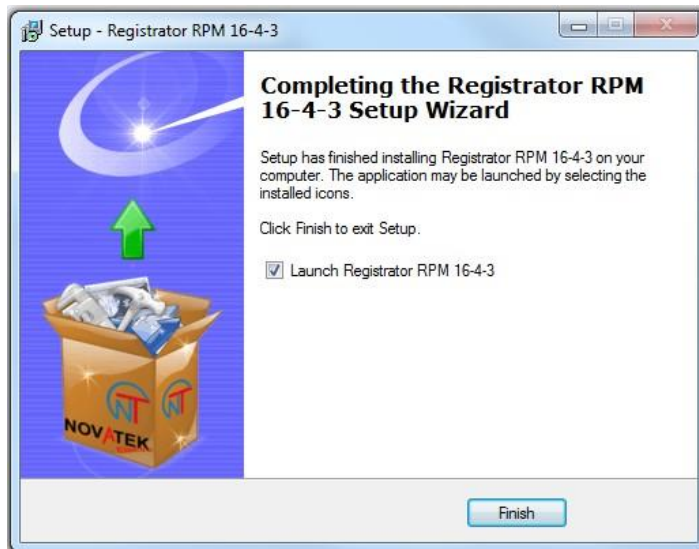 Setup - Registrator RPM 16-4-3
Completing the Registrator RPM
16-4-3 Setup Wizard
Setup has finished installing Registrator RPM 16-4-3 on your
computer. The application may be launched by selecting the
installed icons.
Click Finish to exit Setup.
Launch Registrator RPM 16-4-3
NT
NT
NOVATEK
Finish